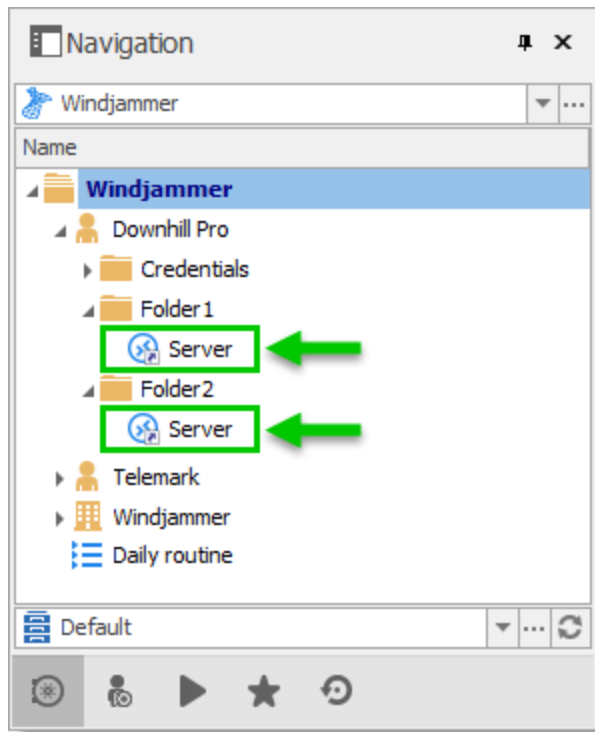 Navigation
Windjammer
Name
Windjammer
Downhill Pro
Credentials
Folder1
Server
Folder2
Server
Telemark
Windjammer
Daily routine
Default